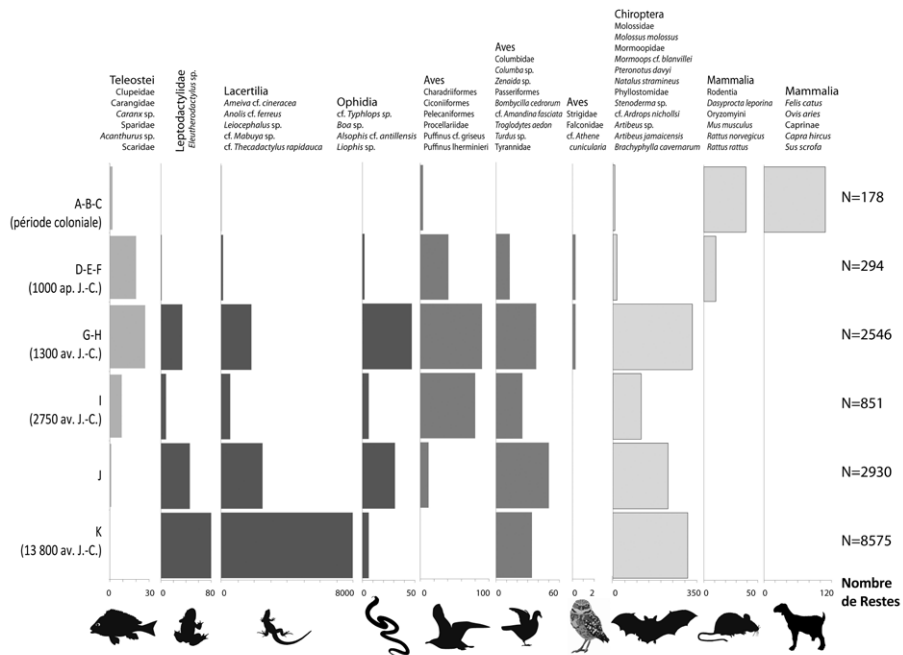 Teleostei
Clupeidae
Carangidae
Caranx sp.
Sparidae
Acanthurus sp.
Scaridae
Leptodactylidae
Eleutherodactylus sp.
Lacertilia
Ameiva cf. cineracea
Anolis cf. ferreus
Leiocephalus sp.
cf. Mabuya sp.
cf. Thecadactylus rapidauca
Ophidia
cf. Typhlops sp.
Boa sp.
Alsophis cf. antillensis
Liophis sp.
Aves
Charadriiformes
Ciconiiformes
Pelecaniformes
Procellariidae
Puffinus cf griseus
Puffinus lherminieri
Aves
Columbidae
Columba sp.
Zenoida sp.
Passeriformes
Bombycilla cedrorum
cf. Amandina fasciata
Troglodytes aedon
Turdus sp.
Tyrannidae
Aves
Strigidae
Falconidae
cf. Athene
cunicularia
Chiroptera
Molossidae
Molossus molossus
Mormoopidae
Mormoops cf. blanvillei
Pteronotus davyi
Natalus stramineus
Phyllostomidae
Stenoderma sp.
cf. Ardrops nichollsi
Artibeus sp.
Artibeus jamaicensis
Brachyphylla cavernarum
Mammalia
Rodentia
Dasyprocta leporina
Oryzomyini
Mus musculus
Rattus norvegicus
Rattus rattus
Mammalia
Felis catus
Ovis aries
Caprinae
Capra hircus
Sus scrofa
A-B-C
(période coloniale)
N=178
D-E-F
(1000 ap. J.-C.)
N=294
G-H
(1300 av. J.-C.)
N=2546
I
(2750 av. J.-C.)
N=851
J
N=2930
K
(13 800 av. J.-C.)
N=8575
0 30 0 80 0 8000 0 50 0 100 0 60 0 2 0 350 0 0 120
Nombre
de Restes